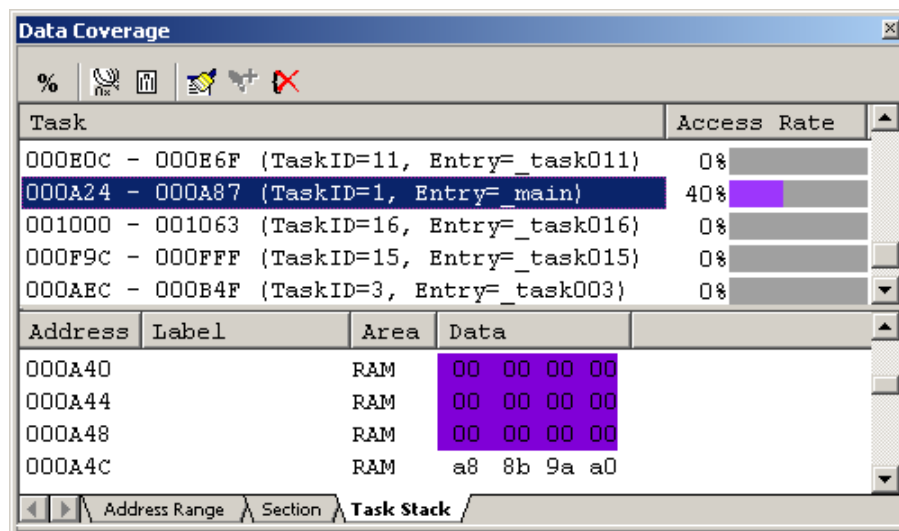 Data Coverage
%
Task Access Rate
000E0C - 000E6F (TaskID=11, Entry=_task011) 0%
000A24 - 000A87 (TaskID=1, Entry=_main) 40%
001000 - 001063 (TaskID=16, Entry=_task016) 0%
000F9C - 000FFF (TaskID=15, Entry=_task015) 0%
000AEC - 000B4F (TaskID=3, Entry=_task003) 0%
Address Label Area Data
000A40 RAM 00 00 00 00
000A44 RAM 00 00 00 00
000A48 RAM 00 00 00 00
000A4C RAM a8 8b 9a a0
Address Range Section Task Stack